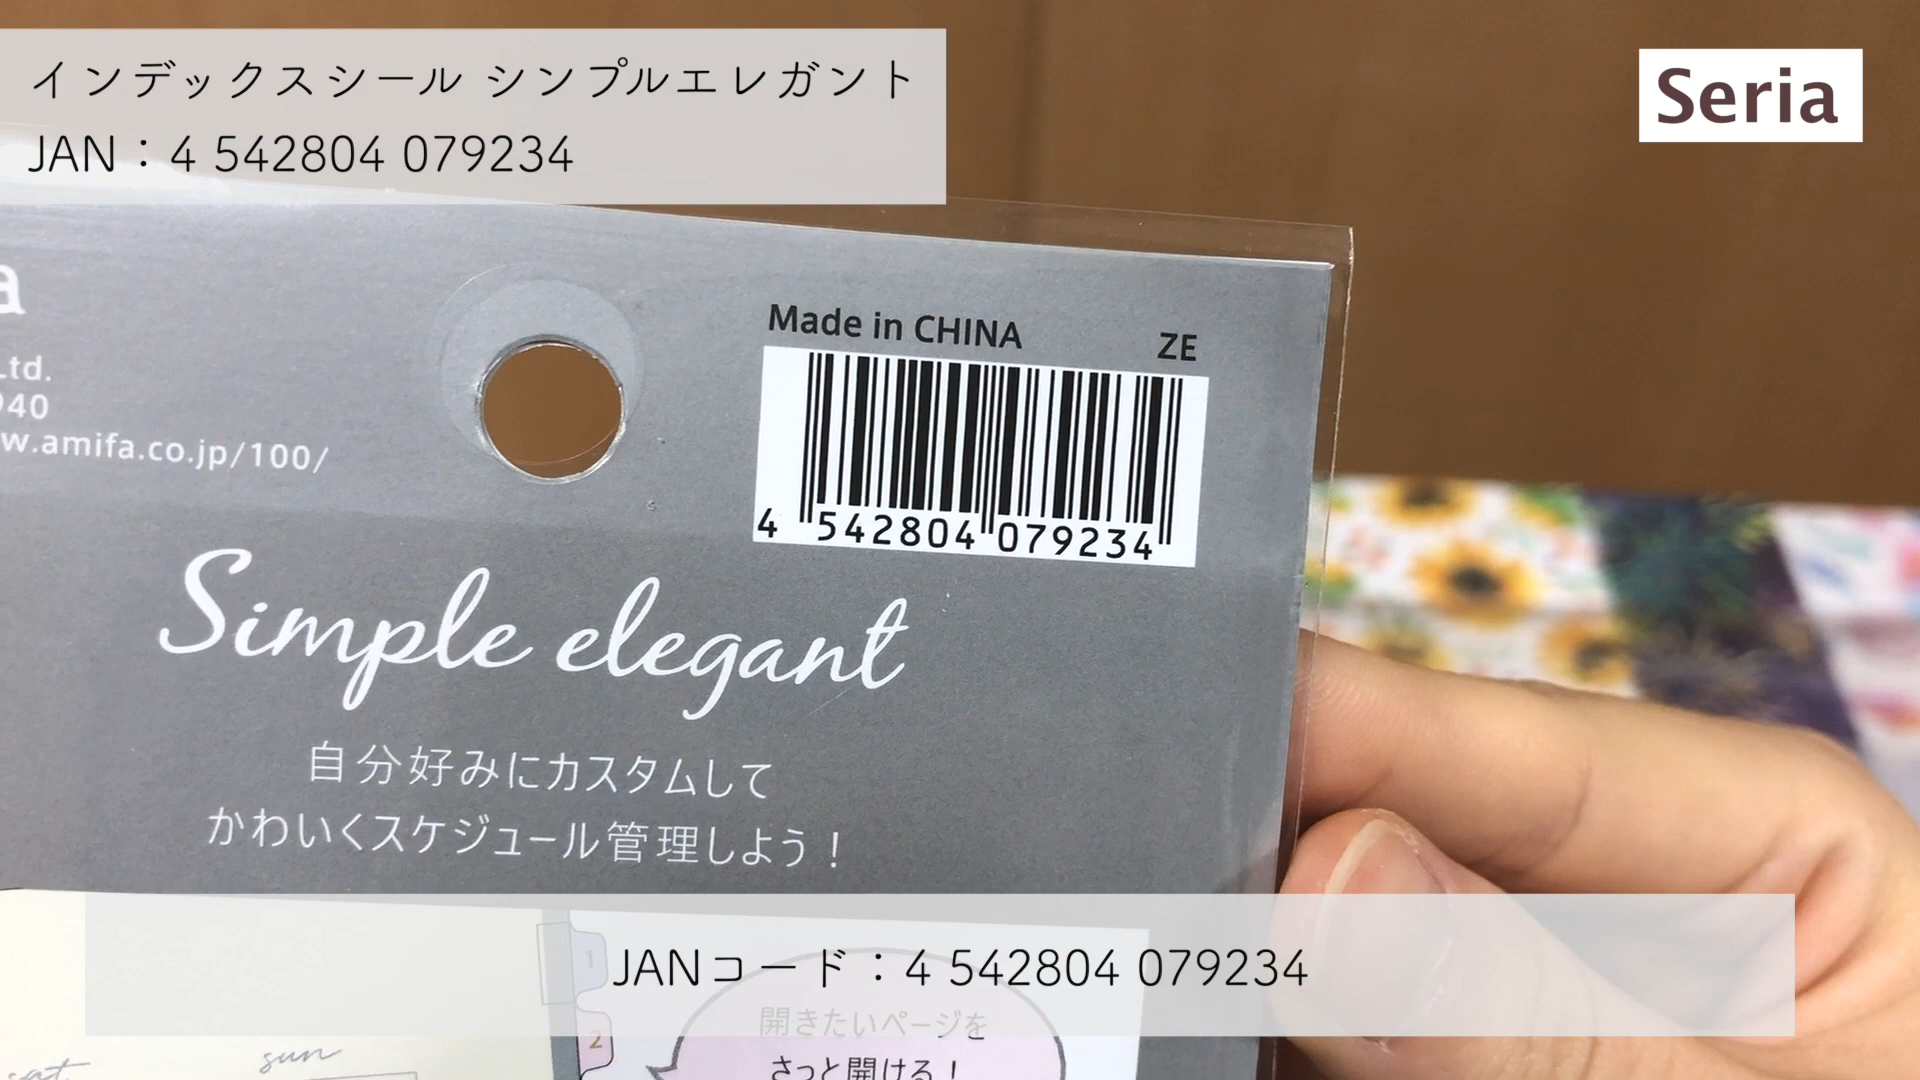 インデックスシール シンプルエレガント
JAN：4 542804 079234
Seria
a
Ltd.
940
w.amifa.co.jp/100/
Made in CHINA ZE
4 542804 079234
Simple elegant
自分好みにカスタムして
かわいくスケジュール管理しよう！
1
JANコード：4 542804 079234
開きたいページを
2
さっと開ける！
sat
sun